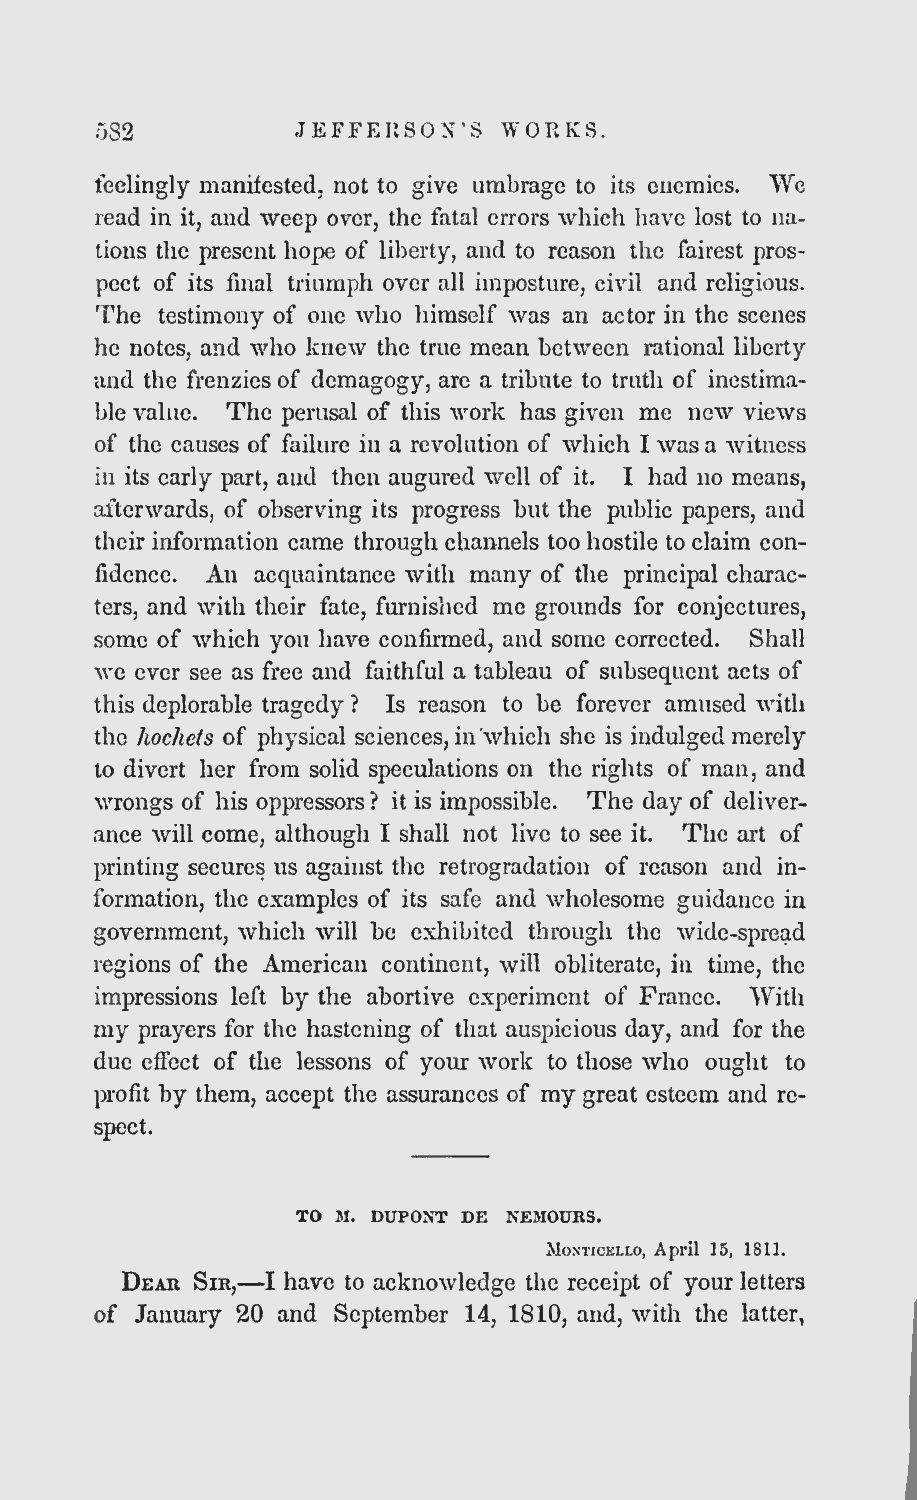 582 JEFFERSON'S WORKS.
feelingly manifested, not to give umbrage to its enemies. We
read in it, and weep over, the fatal errors which have lost to na-
tions the present hope of liberty, and to reason the fairest pros-
pect of its final triumph over all imposture, civil and religious.
The testimony of one who himself was an actor in the scenes
he notes, and who knew the true mean between rational liberty
and the frenzies of demagogy, are a tribute to truth of inestima-
ble value. The perusal of this work has given me new views
of the causes of failure in a revolution of which I was a witness
in its early part, and then augured well of it. I had no means,
afterwards, of observing its progress but the public papers, and
their information came through channels too hostile to claim con-
fidence. An acquaintance with many of the principal charac-
ters, and with their fate, furnished me grounds for conjectures,
some of which you have confirmed, and some corrected. Shall
we ever see as free and faithful a tableau of subsequent acts of
this deplorable tragedy? Is reason to be forever amused with
the hochets of physical sciences, in which she is indulged merely
to divert her from solid speculations on the rights of man, and
wrongs of his oppressors? it is impossible. The day of deliver-
ance will come, although I shall not live to see it. The art of
printing secures us against the retrogradation of reason and in-
formation, the examples of its safe and wholesome guidance in
government, which will be exhibited through the wide-spread
regions of the American continent, will obliterate, in time, the
impressions left by the abortive experiment of France. With
my prayers for the hastening of that auspicious day, and for the
due effect of the lessons of your work to those who ought to
profit by them, accept the assurances of my great esteem and re-
spect.
TO M. DUPONT DE NEMOURS.
MONTICELLO, April 15, 1811.
DEAR SIR,—I have to acknowledge the receipt of your letters
of January 20 and September 14, 1810, and, with the latter,